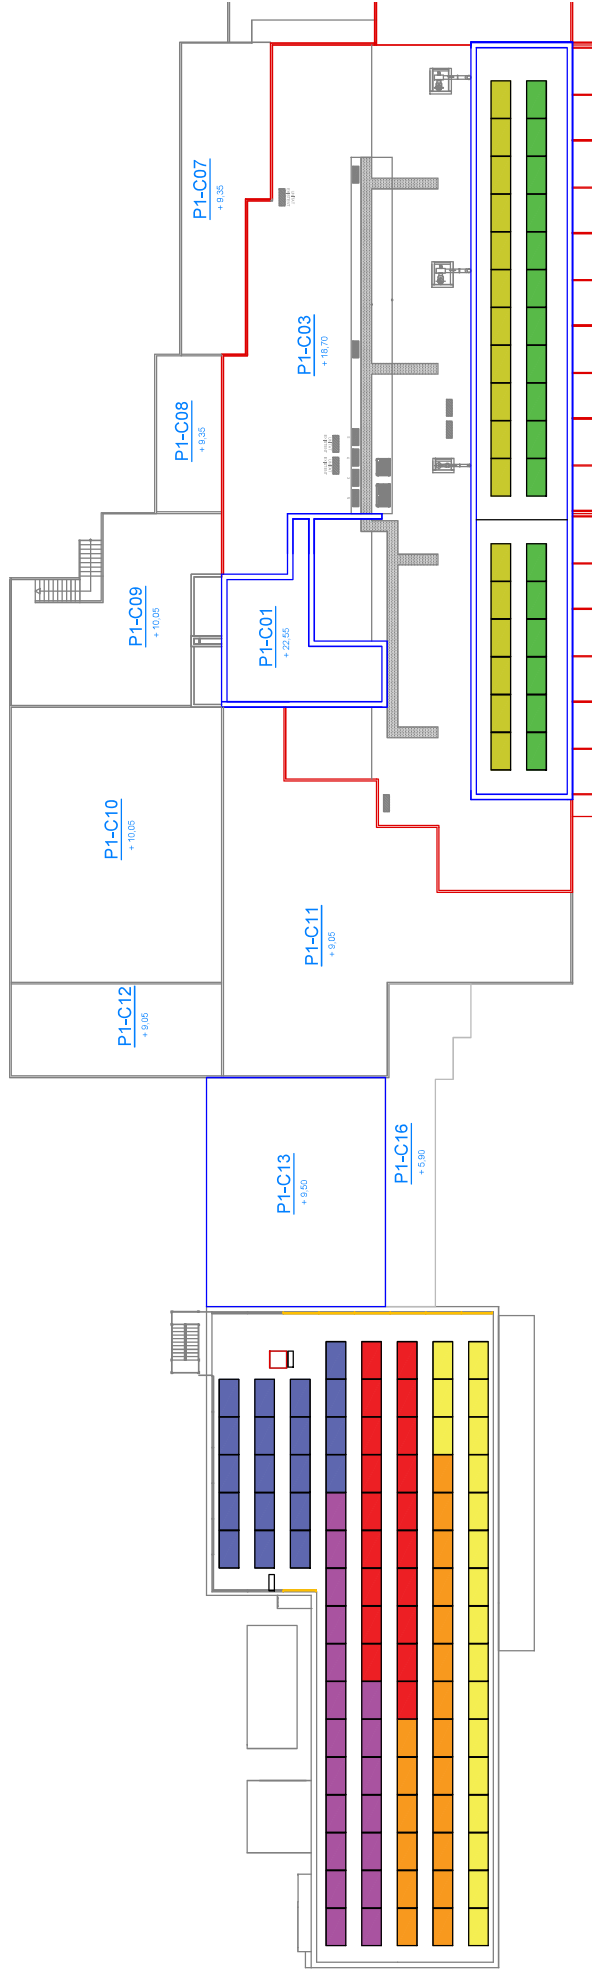 P1-C07
+ 9,35
P1-C03
+ 18,70
P1-C08
+ 9,35
P1-C09
+ 10,05
P1-C01
+ 22,55
P1-C10
+ 10,05
P1-C11
+ 9,05
P1-C12
+ 9,05
P1-C16
+ 5,90
P1-C13
+ 9,50